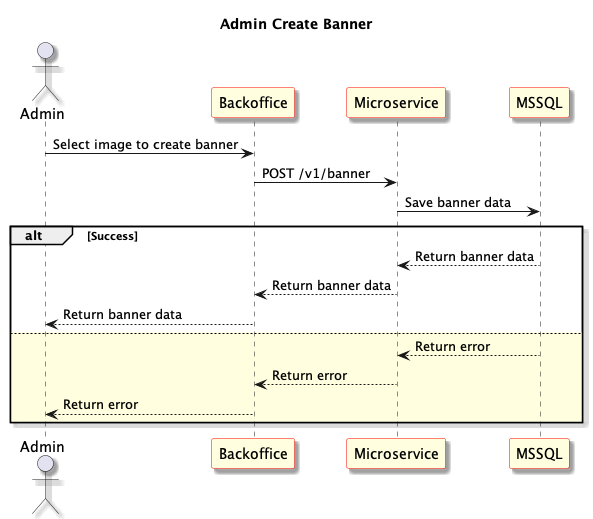 Admin Create Banner
Admin
Backoffice
Microservice
MSSQL
Select image to create banner
POST /v1/banner
Save banner data
alt
[Success]
Return banner data
Return banner data
Return banner data
Return error
Return error
Return error
Admin
Backoffice
Microservice
MSSQL